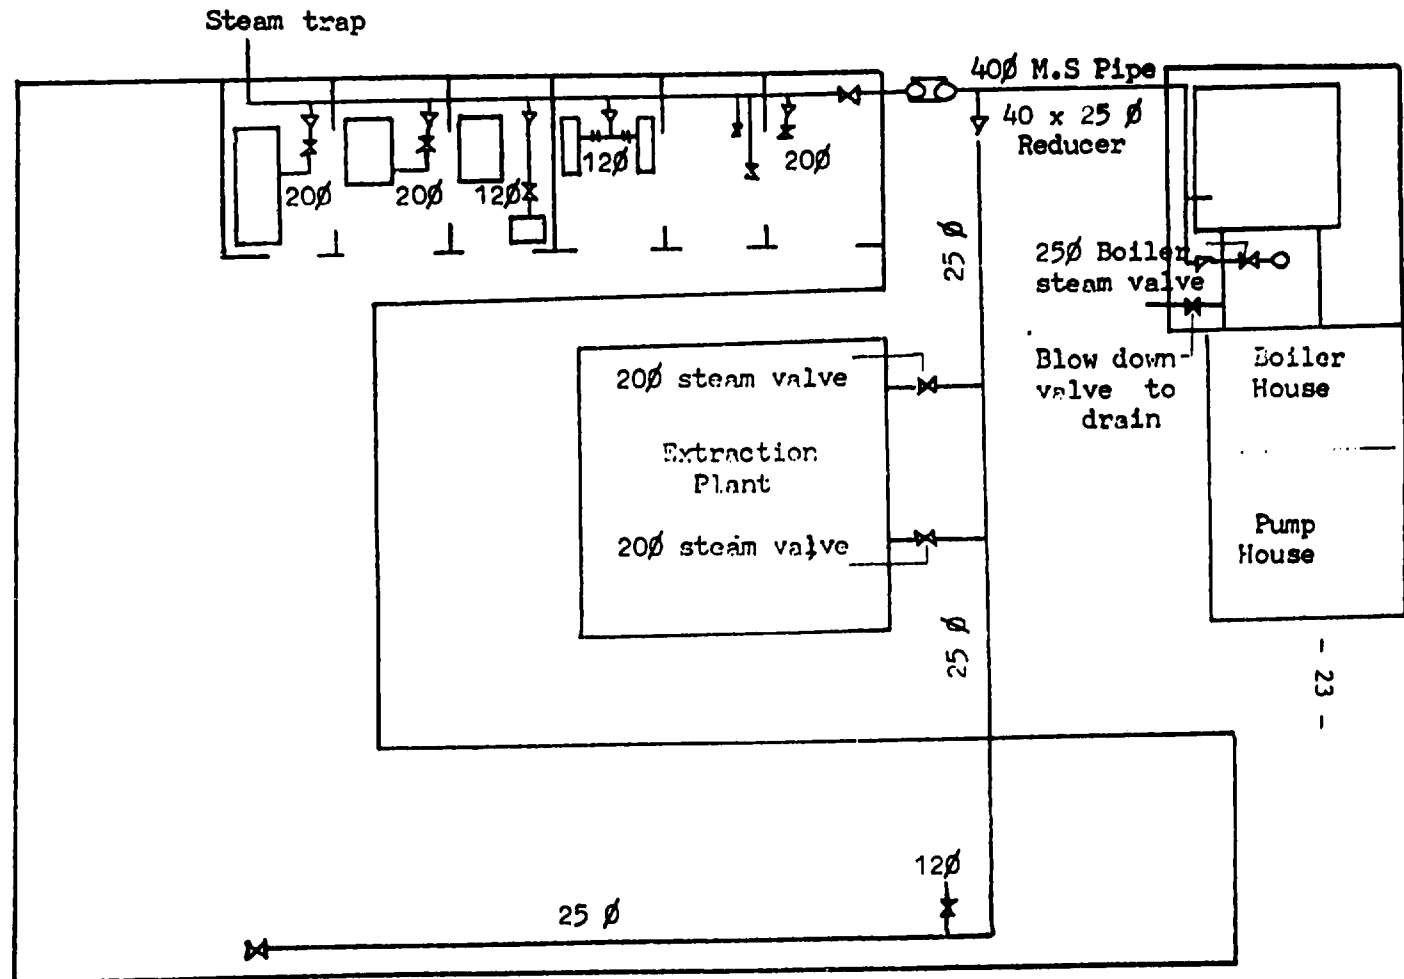 Steam trap
40Ø M.S Pipe
40 x 25 Ø
Reducer
20Ø
20Ø
12Ø
12Ø
20Ø
25 Ø
25Ø Boiler
steam valve
Blow down
valve to
drain
Boiler
House
Pump
House
20Ø steam valve
Extraction
Plant
20Ø steam valve
25 Ø
12Ø
25 Ø
- 23 -